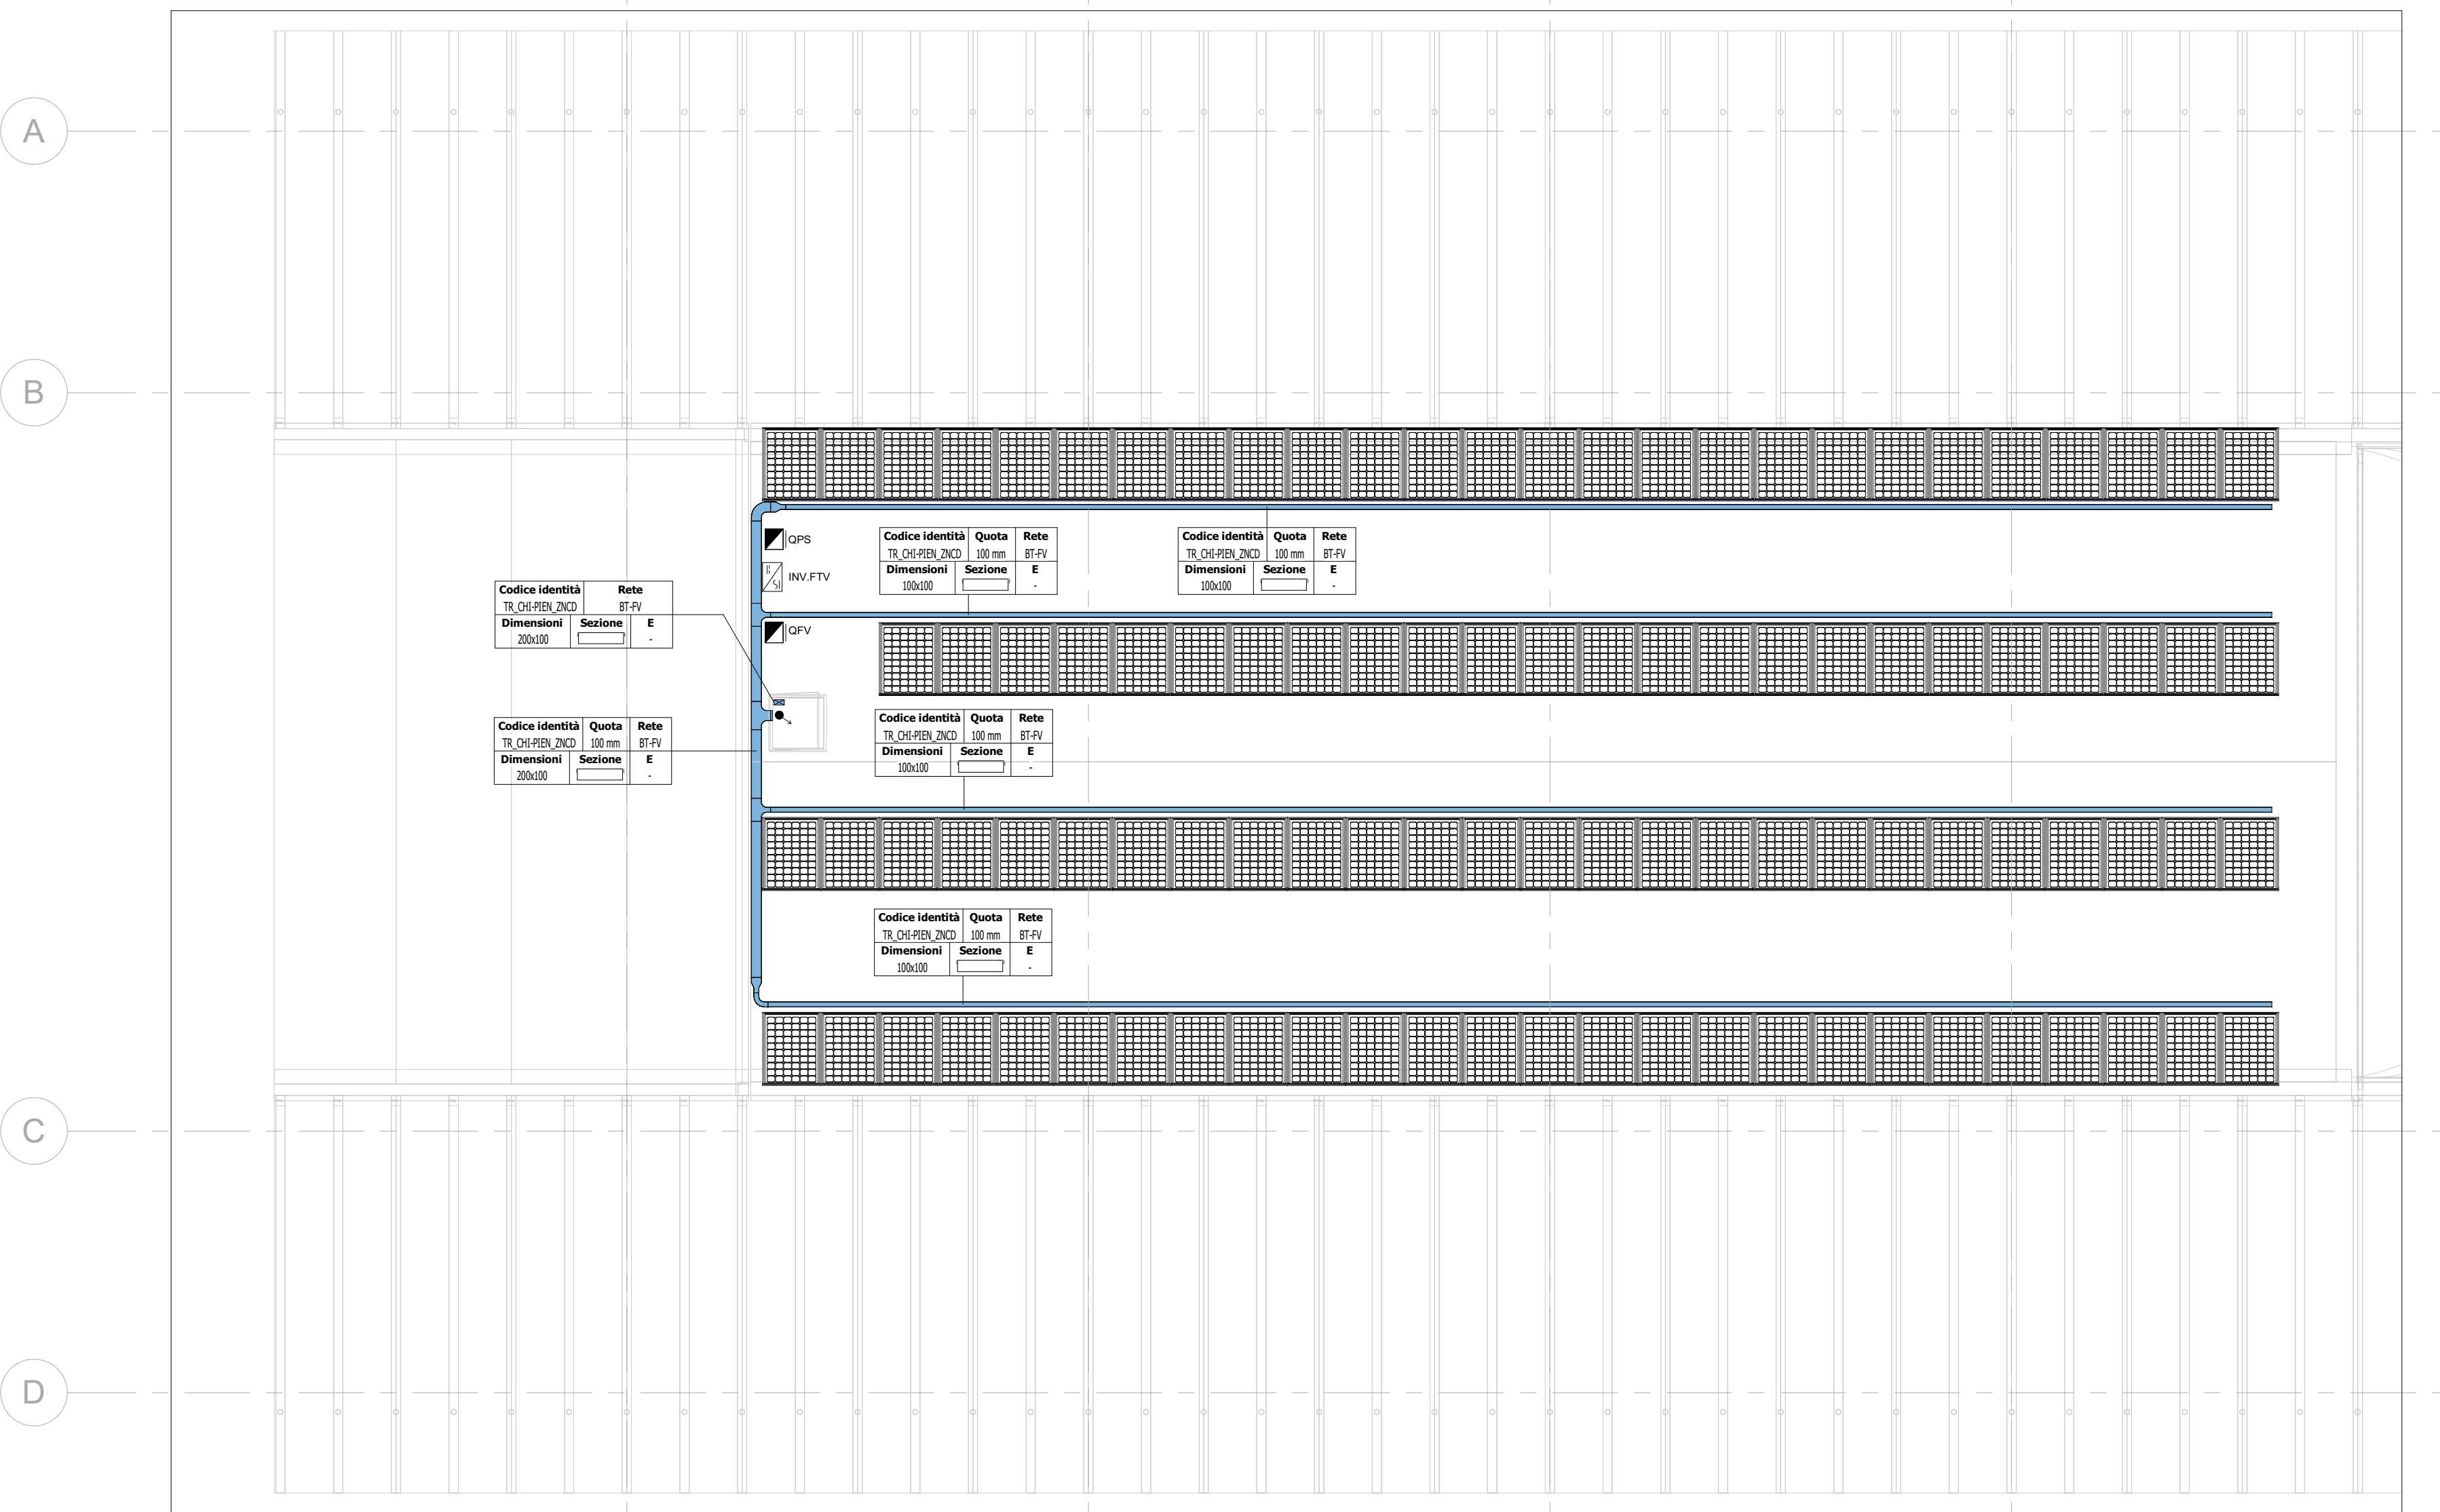 A
B
QPS
INV.FTV
Codice identità Quota Rete
TR_CHI-PIEN_ZNCD 100 mm BT-FV
Dimensioni Sezione E
100x100 -
Codice identità Quota Rete
TR_CHI-PIEN_ZNCD 100 mm BT-FV
Dimensioni Sezione E
100x100 -
Codice identità Rete
TR_CHI-PIEN_ZNCD BT-FV
Dimensioni Sezione E
200x100 -
QFV
Codice identità Quota Rete
TR_CHI-PIEN_ZNCD 100 mm BT-FV
Dimensioni Sezione E
200x100 -
Codice identità Quota Rete
TR_CHI-PIEN_ZNCD 100 mm BT-FV
Dimensioni Sezione E
100x100 -
Codice identità Quota Rete
TR_CHI-PIEN_ZNCD 100 mm BT-FV
Dimensioni Sezione E
100x100 -
C
D